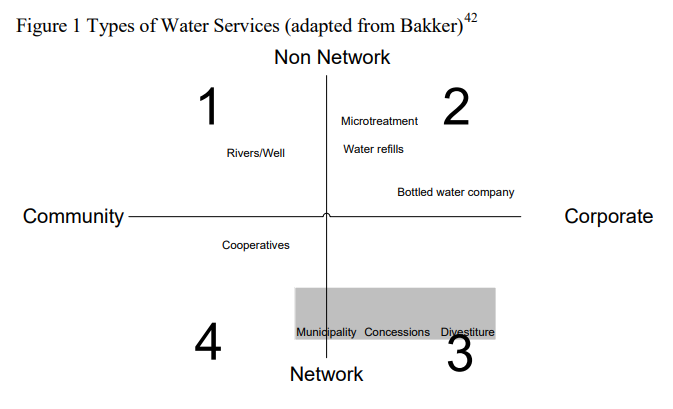 Figure 1 Types of Water Services (adapted from Bakker)42
Non Network
1
2
Microtreatment
Rivers/Well
Water refills
Bottled water company
Community
Corporate
Cooperatives
Municipality Concessions Divestiture
4
3
Network